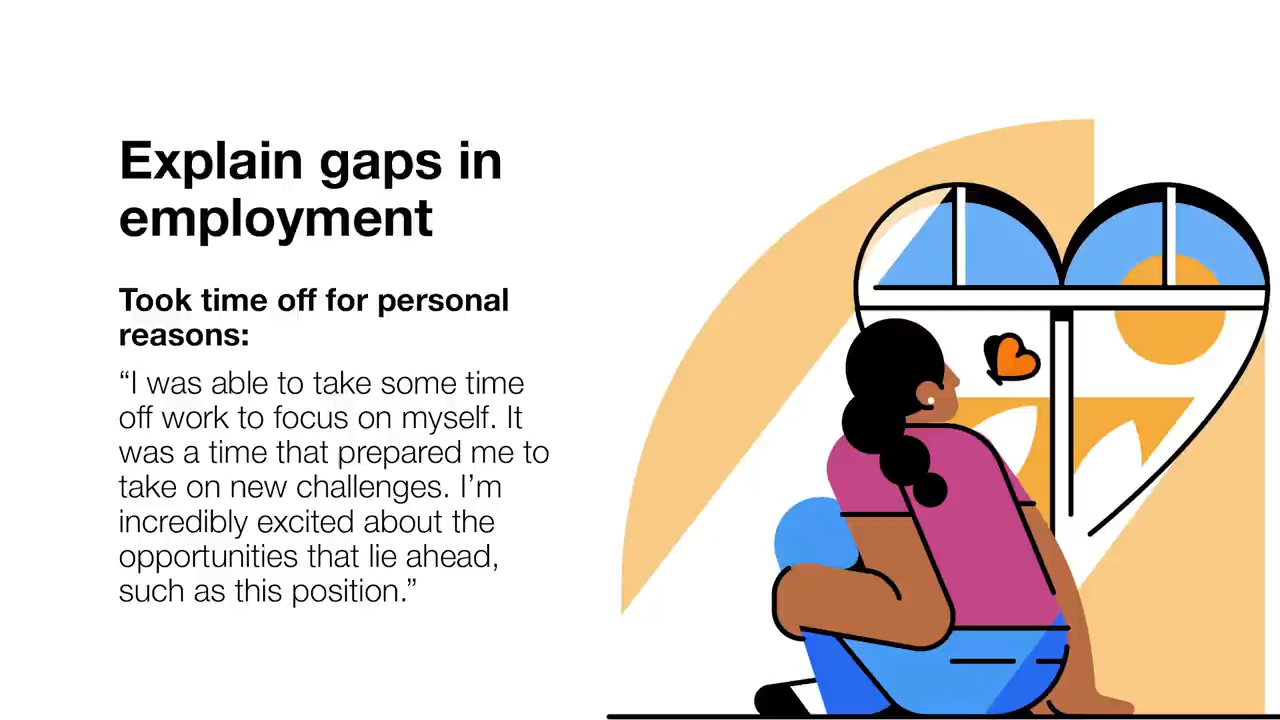 Explain gaps in
employment
Took time off for personal
reasons:
“I was able to take some time
off work to focus on myself. It
was a time that prepared me to
take on new challenges. I’m
incredibly excited about the
opportunities that lie ahead,
such as this position.”